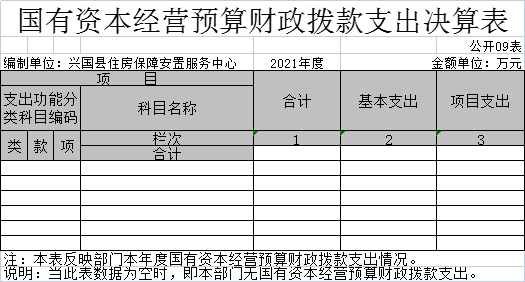 国有资本经营预算财政拨款支出决算表
公开09表
编制单位：兴国县住房保障安置服务中心 2021年度 金额单位：万元
项 目 合计 基本支出 项目支出
支出功能分类科目编码 科目名称
类 款 项 栏次 1 2 3
合计
注：本表反映部门本年度国有资本经营预算财政拨款支出情况。
说明：当此表数据为空时，即本部门无国有资本经营预算财政拨款支出。